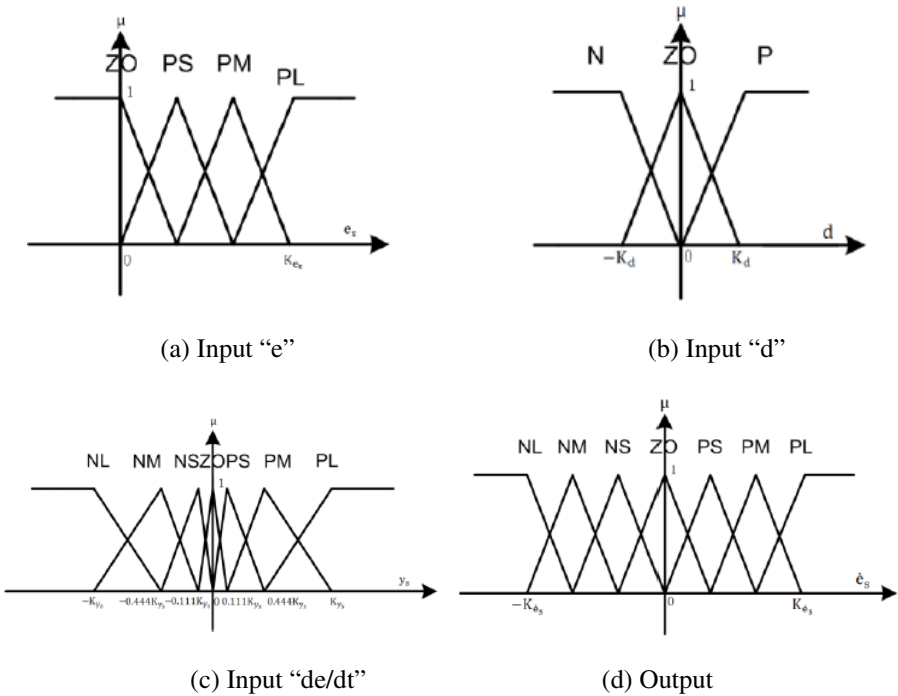 μ
ZO PS PM PL
1
e_s
0
K_{e_s}
(a) Input “e”
μ
N ZO P
1
d
−K_d 0 K_d
(b) Input “d”
μ
NL NM NS ZO PS PM PL
1
y_s
−K_{y_s} −0.444K_{y_s} −0.111K_{y_s} 0 0.111K_{y_s} 0.444K_{y_s} K_{y_s}
(c) Input “de/dt”
μ
NL NM NS ZO PS PM PL
1
ė_s
−K_{ė_s} 0 K_{ė_s}
(d) Output